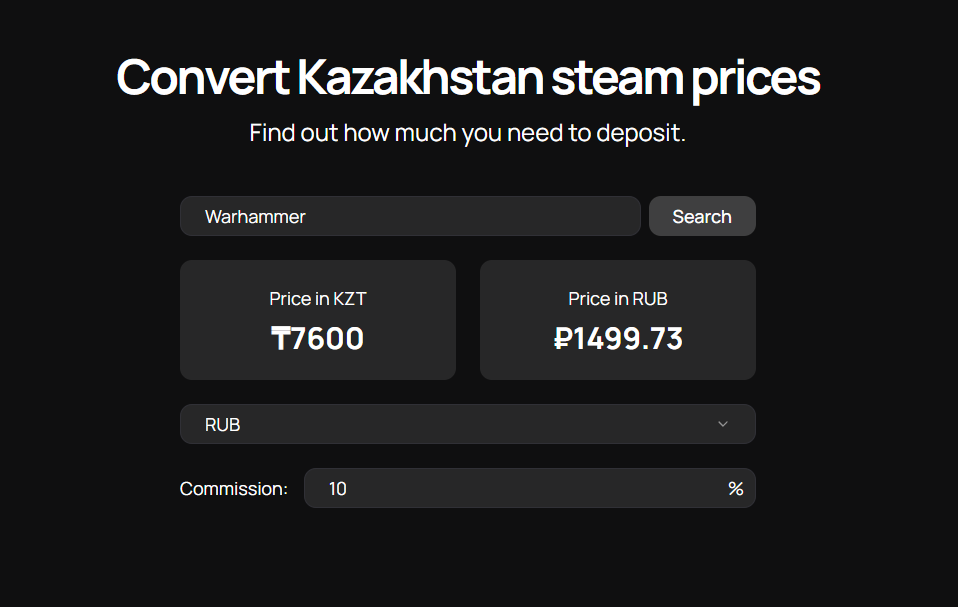 Convert Kazakhstan steam prices
Find out how much you need to deposit.
Warhammer
Search
Price in KZT
₸7600
Price in RUB
₽1499.73
RUB
Commission:
10
%